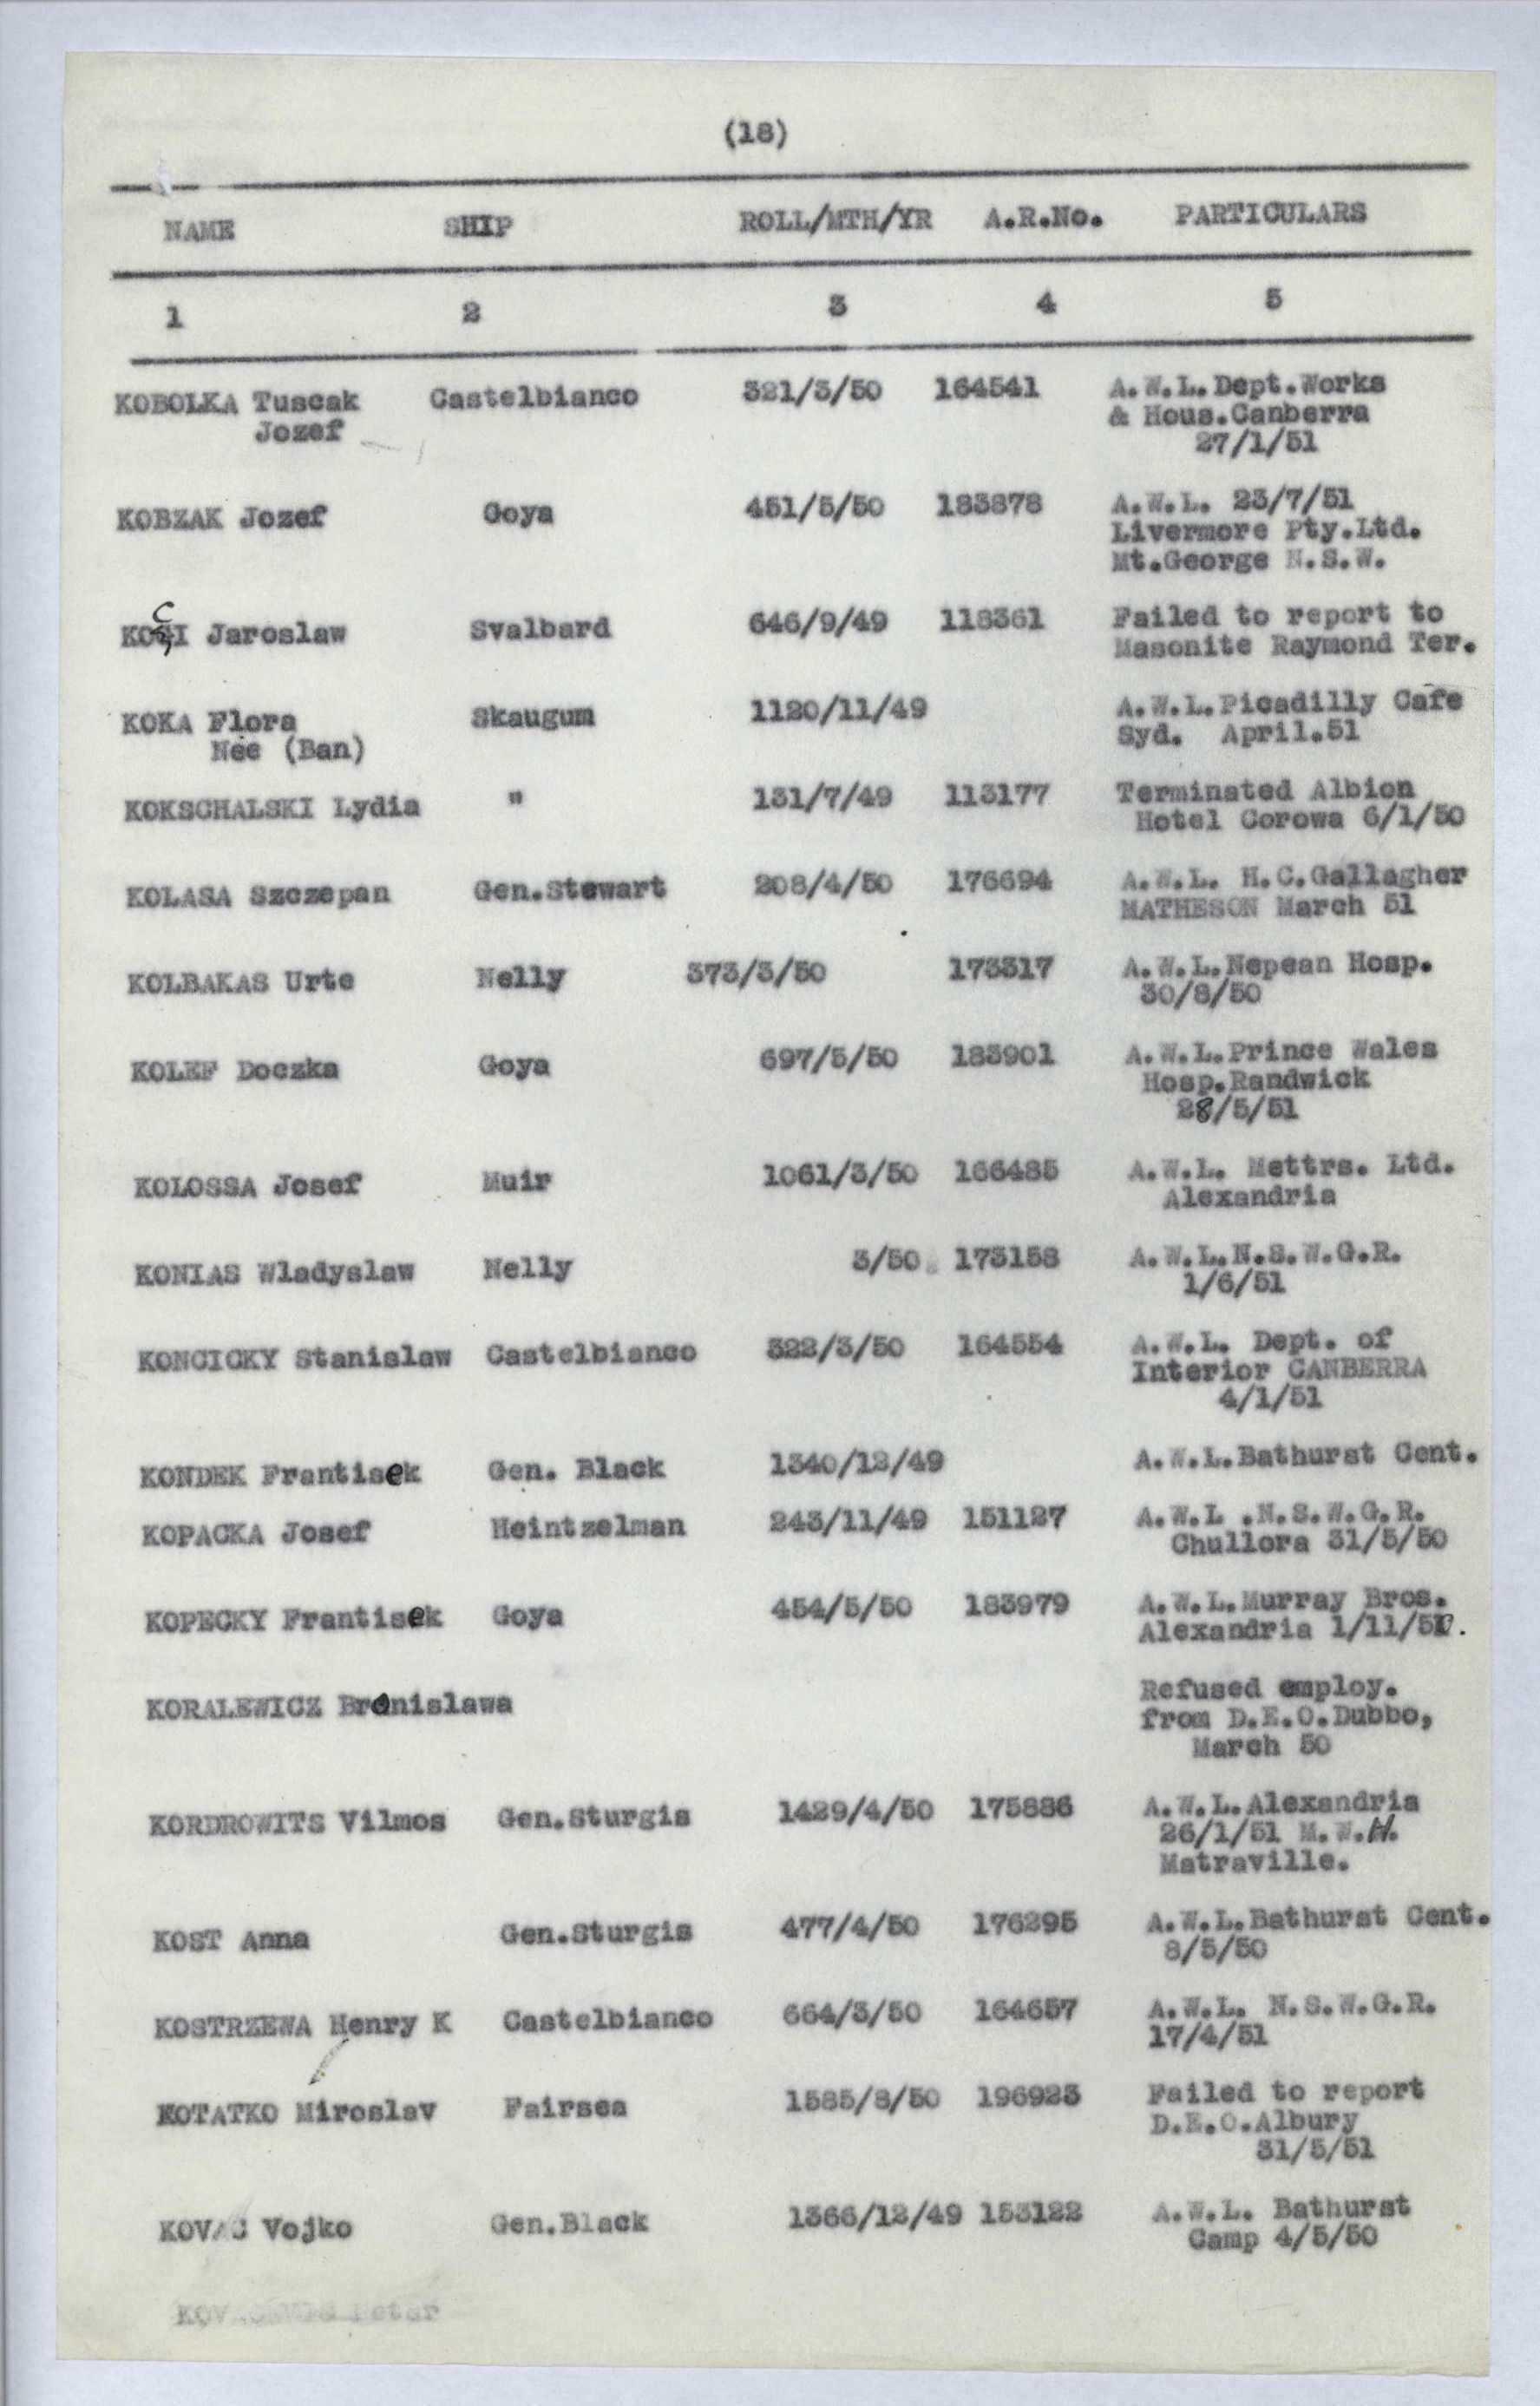 (18)
NAME SHIP ROLL/MTH/YR A.R.No. PARTICULARS
1 2 3 4 5
KOBOLKA Tuscak Castelbianco 321/3/50 164541 A.W.L.Dept.Works
Jozef & Hous.Canberra
27/1/51
KOBZAK Jozef Goya 451/5/50 183878 A.W.L. 23/7/51
Livermore Pty.Ltd.
Mt.George N.S.W.
KOCI Jaroslaw Svalbard 646/9/49 118361 Failed to report to
Masonite Raymond Ter.
KOKA Flora Skaugum 1120/11/49 A.W.L.Picadilly Cafe
Nee (Ban) Syd. April.51
KOKSCHALSKI Lydia " 131/7/49 113177 Terminated Albion
Hotel Corowa 6/1/50
KOLASA Szczepan Gen.Stewart 208/4/50 176694 A.W.L. H.C.Gallagher
MATHESON March 51
KOLBAKAS Urte Nelly 373/3/50 173317 A.W.L.Nepean Hosp.
30/8/50
KOLEF Doczka Goya 697/5/50 183901 A.W.L.Prince Wales
Hosp.Randwick
28/5/51
KOLOSSA Josef Muir 1061/3/50 166485 A.W.L. Mettrs. Ltd.
Alexandria
KONIAS Wladyslaw Nelly 3/50 173158 A.W.L.N.S.W.G.R.
1/6/51
KONCICKY Stanislaw Castelbianco 322/3/50 164554 A.W.L. Dept. of
Interior CANBERRA
4/1/51
KONDEK Frantisek Gen. Black 1340/12/49 A.W.L.Bathurst Cent.
KOPACKA Josef Heintzelman 243/11/49 151127 A.W.L .N.S.W.G.R.
Chullora 31/5/50
KOPECKY Frantisek Goya 454/5/50 183979 A.W.L.Murray Bros.
Alexandria
KORALEWICZ Bronislawa Refused employ.
from D.E.O.Dubbo,
March 50
KORDROWITS Vilmos Gen.Sturgis 1429/4/50 175886 A.W.L.Alexandria
26/1/51 M.W.H.
Matraville.
KOST Anna Gen.Sturgis 477/4/50 176295 A.W.L.Bathurst Cent.
8/5/50
KOSTRZEWA Henry K Castelbianco 664/3/50 164657 A.W.L. N.S.W.G.R.
17/4/51
KOTATKO Miroslav Fairsea 1585/8/50 196923 Failed to report
D.E.O.Albury
31/5/51
KOVAC Vojko Gen.Black 1366/12/49 153122 A.W.L. Bathurst
Camp 4/5/50
Peter